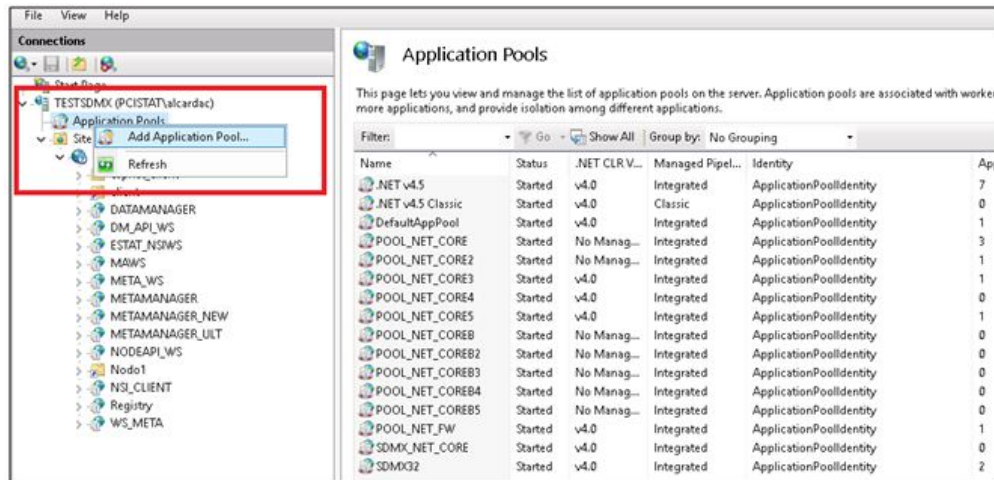 File View Help
Connections
Start Page
TESTSDMX (PCISTAT\alcardac)
Application Pools
Site
Add Application Pool...
Refresh
aspnet_client
client
DATAMANAGER
DM_API_WS
ESTAT_NSIWS
MAWS
META_WS
METAMANAGER
METAMANAGER_NEW
METAMANAGER_ULT
NODEAPI_WS
Nodo1
NSI_CLIENT
Registry
WS_META
Application Pools
This page lets you view and manage the list of application pools on the server. Application pools are associated with worker
more applications, and provide isolation among different applications.
Filter: Go Show All Group by: No Grouping
Name Status .NET CLR V... Managed Pipel... Identity Ap
.NET v4.5 Started v4.0 Integrated ApplicationPoolIdentity 7
.NET v4.5 Classic Started v4.0 Classic ApplicationPoolIdentity 0
DefaultAppPool Started v4.0 Integrated ApplicationPoolIdentity 1
POOL_NET_CORE Started No Manag... Integrated ApplicationPoolIdentity 3
POOL_NET_CORE2 Started No Manag... Integrated ApplicationPoolIdentity 1
POOL_NET_CORE3 Started v4.0 Integrated ApplicationPoolIdentity 1
POOL_NET_CORE4 Started v4.0 Integrated ApplicationPoolIdentity 0
POOL_NET_CORE5 Started v4.0 Integrated ApplicationPoolIdentity 1
POOL_NET_COREB Started No Manag... Integrated ApplicationPoolIdentity 0
POOL_NET_COREB2 Started No Manag... Integrated ApplicationPoolIdentity 0
POOL_NET_COREB3 Started No Manag... Integrated ApplicationPoolIdentity 0
POOL_NET_COREB4 Started No Manag... Integrated ApplicationPoolIdentity 0
POOL_NET_COREB5 Started No Manag... Integrated ApplicationPoolIdentity 0
POOL_NET_FW Started v4.0 Integrated ApplicationPoolIdentity 1
SDMX_NET_CORE Started v4.0 Integrated ApplicationPoolIdentity 0
SDMX32 Started v4.0 Integrated ApplicationPoolIdentity 2